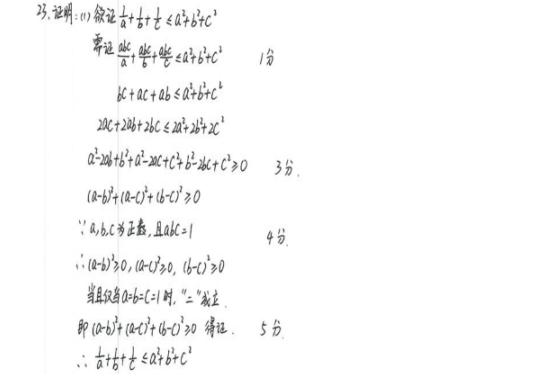 23.证明:(1) 欲证 1/a+1/b+1/c ≤a²+b²+c²
需证 abc/a+abc/b+abc/c ≤a²+b²+c² 1分
bc+ac+ab ≤a²+b²+c²
2ac+2ab+2bc ≤2a²+2b²+2c²
a²-2ab+b²+a²-2ac+c²+b²-2bc+c²≥0 3分.
(a-b)²+(a-c)²+(b-c)²≥0
∵a,b,c为正数,且abc=1 4分.
∴(a-b)²≥0,(a-c)²≥0,(b-c)²≥0
当且仅当a=b=c=1时,"="成立.
即(a-b)²+(a-c)²+(b-c)²≥0 得证. 5分.
∴ 1/a+1/b+1/c ≤a²+b²+c²